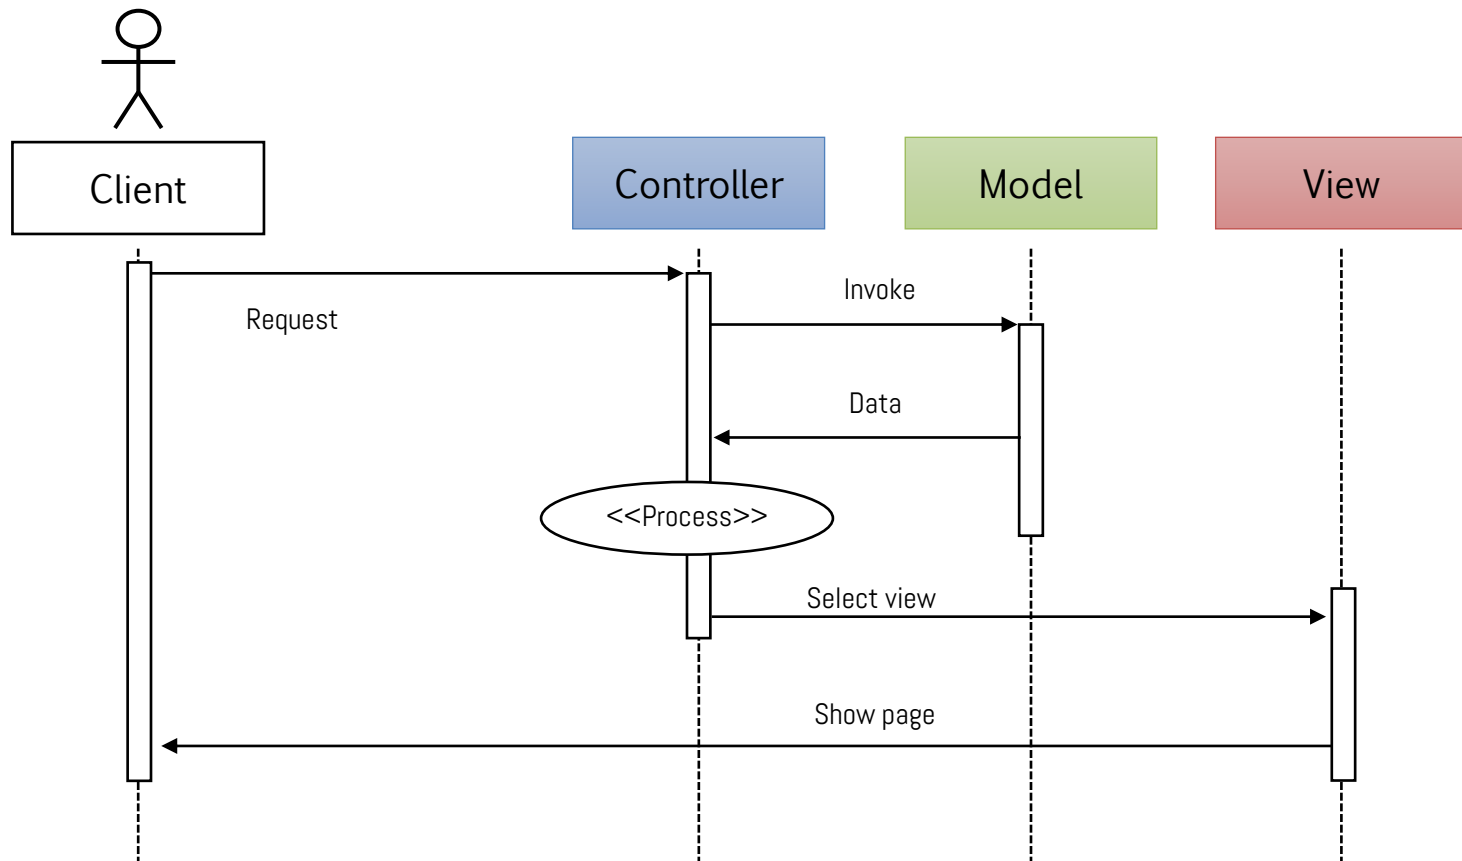 Client
Controller
Model
View
Request
Invoke
Data
<<Process>>
Select view
Show page